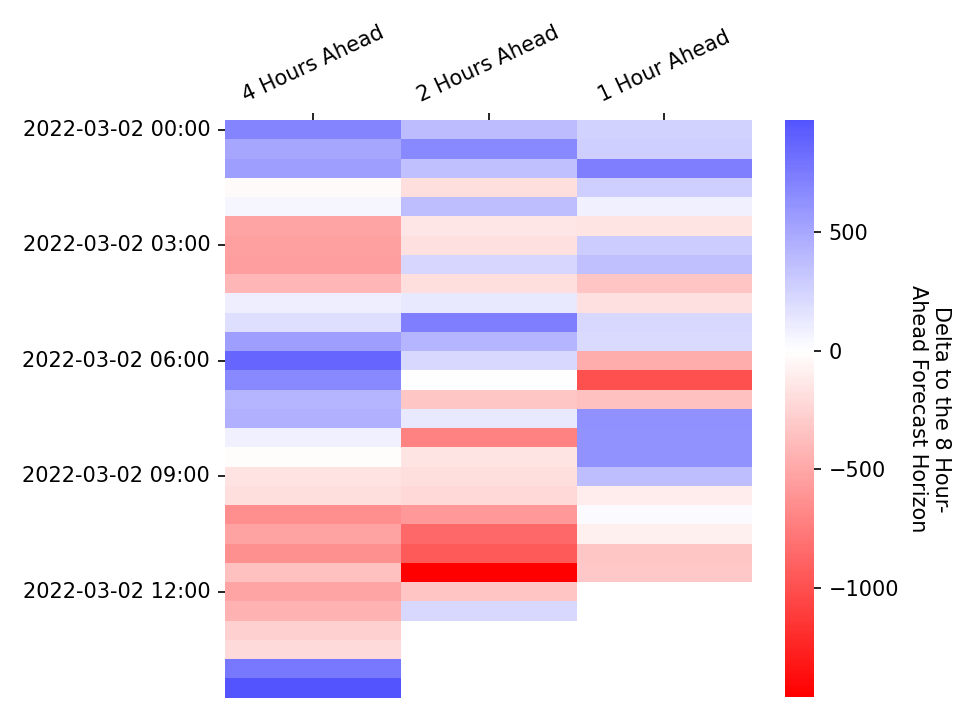 4 Hours Ahead
2 Hours Ahead
1 Hour Ahead
2022-03-02 00:00
2022-03-02 03:00
2022-03-02 06:00
2022-03-02 09:00
2022-03-02 12:00
500
0
−500
−1000
Delta to the 8 Hour-
Ahead Forecast Horizon